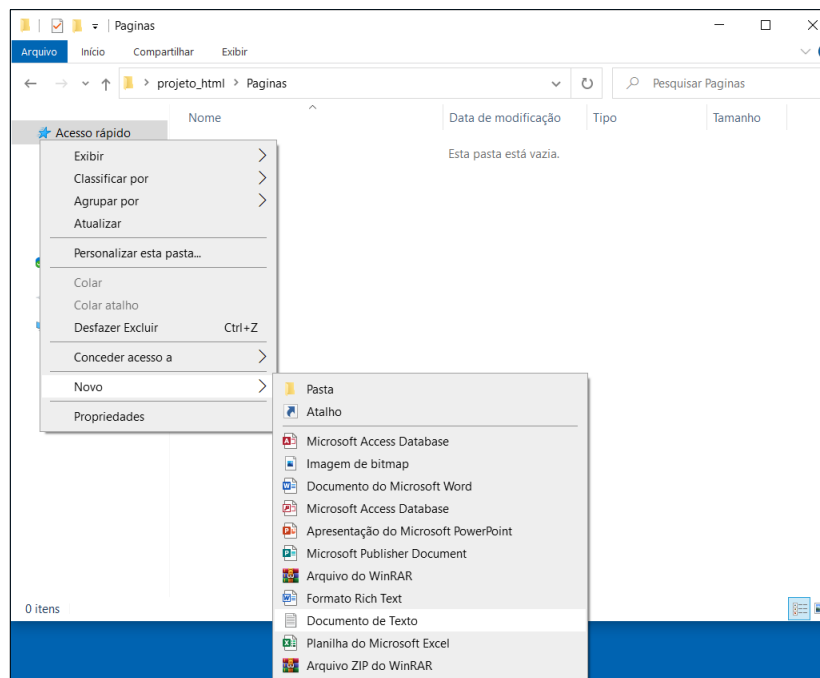 Paginas
Arquivo Início Compartilhar Exibir
projeto_html > Paginas Pesquisar Paginas
Nome Data de modificação Tipo Tamanho
Acesso rápido
Esta pasta está vazia.
Exibir
Classificar por
Agrupar por
Atualizar
Personalizar esta pasta...
Colar
Colar atalho
Desfazer Excluir Ctrl+Z
Conceder acesso a
Novo
Propriedades
Pasta
Atalho
Microsoft Access Database
Imagem de bitmap
Documento do Microsoft Word
Microsoft Access Database
Apresentação do Microsoft PowerPoint
Microsoft Publisher Document
Arquivo do WinRAR
Formato Rich Text
Documento de Texto
Planilha do Microsoft Excel
Arquivo ZIP do WinRAR
0 itens